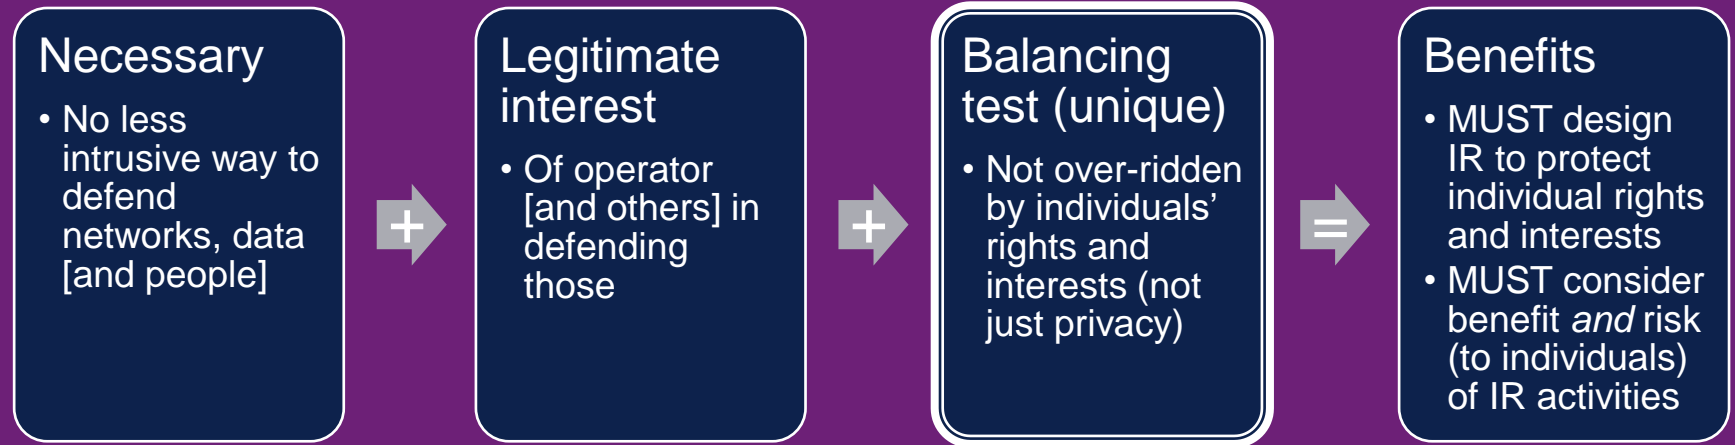 Necessary
• No less
intrusive way to
defend
networks, data
[and people]
+
Legitimate
interest
• Of operator
[and others] in
defending
those
+
Balancing
test (unique)
• Not over-ridden
by individuals’
rights and
interests (not
just privacy)
=
Benefits
• MUST design
IR to protect
individual rights
and interests
• MUST consider
benefit and risk
(to individuals)
of IR activities